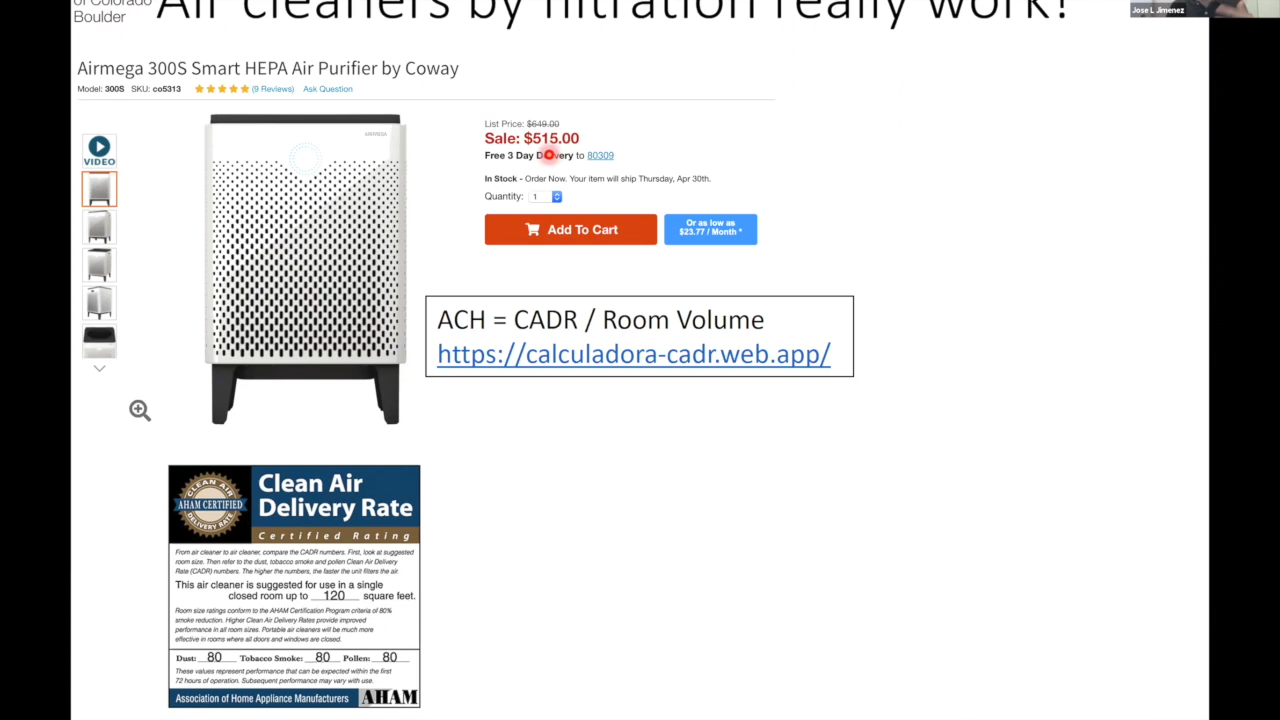 of Colorado
Boulder
Air cleaners by filtration really work!
Jose L Jimenez
Airmega 300S Smart HEPA Air Purifier by Coway
Model: 300S SKU: co5313 (9 Reviews) Ask Question
VIDEO
AIRMEGA
List Price: $649.00
Sale: $515.00
Free 3 Day Delivery to 80309
In Stock - Order Now. Your item will ship Thursday, Apr 30th.
Quantity: 1
Add To Cart
Or as low as
$23.77 / Month *
ACH = CADR / Room Volume
https://calculadora-cadr.web.app/
CLEAN AIR
AHAM CERTIFIED
DELIVERY RATE
Clean Air
Delivery Rate
Certified Rating
From air cleaner to air cleaner, compare the CADR numbers. First, look at suggested
room size. Then refer to the dust, tobacco smoke and pollen Clean Air Delivery
Rate (CADR) numbers. The higher the numbers, the faster the unit filters the air.
This air cleaner is suggested for use in a single
closed room up to 120 square feet.
Room size ratings conform to the AHAM Certification Program criteria of 80%
smoke reduction. Higher Clean Air Delivery Rates provide improved
performance in all room sizes. Portable air cleaners will be much more
effective in rooms where all doors and windows are closed.
Dust: 80 Tobacco Smoke: 80 Pollen: 80
These values represent performance that can be expected within the first
72 hours of operation. Subsequent performance may vary with use.
Association of Home Appliance Manufacturers AHAM